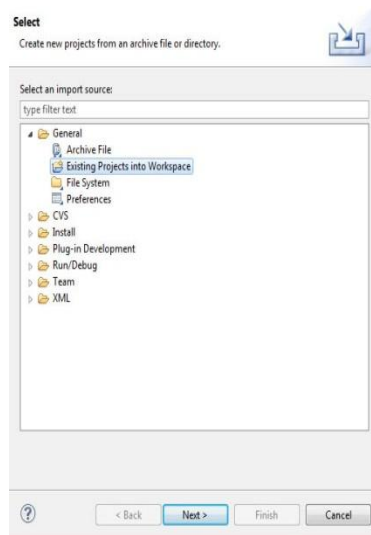 Select
Create new projects from an archive file or directory.
Select an import source:
type filter text
General
Archive File
Existing Projects into Workspace
File System
Preferences
CVS
Install
Plug-in Development
Run/Debug
Team
XML
?
< Back
Next >
Finish
Cancel